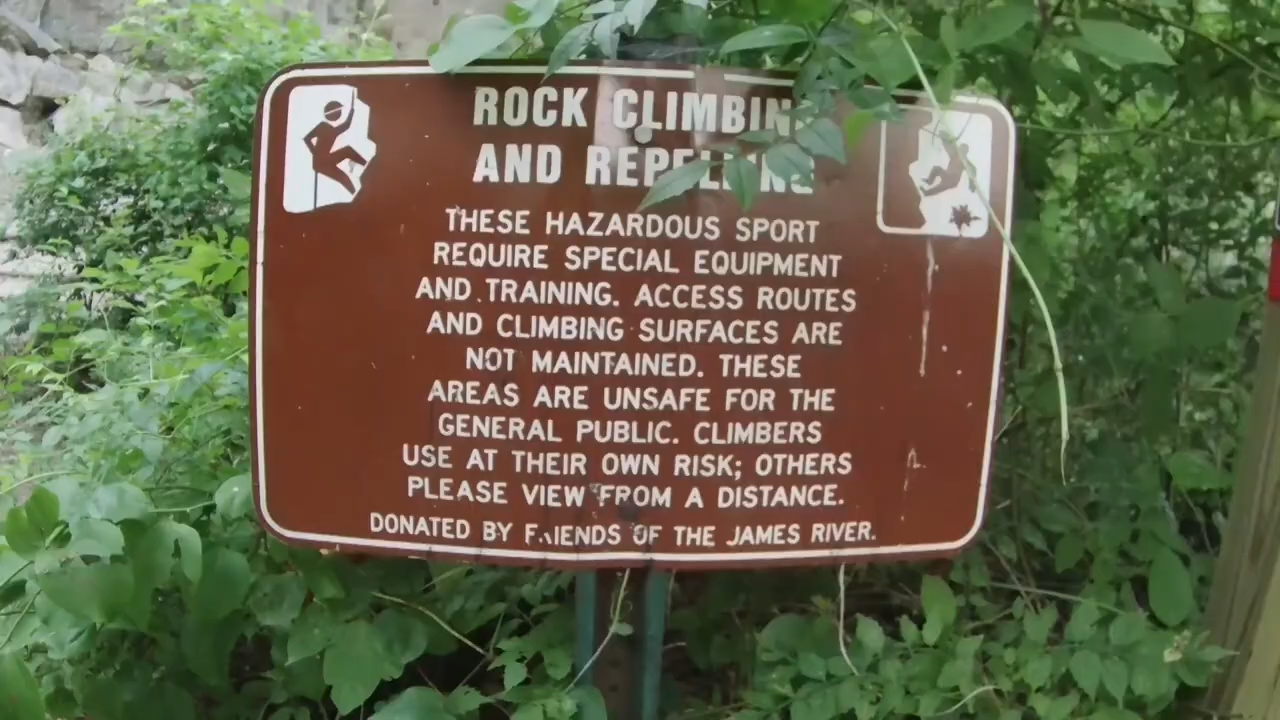 ROCK CLIMBING
AND REPELLING
THESE HAZARDOUS SPORT
REQUIRE SPECIAL EQUIPMENT
AND TRAINING. ACCESS ROUTES
AND CLIMBING SURFACES ARE
NOT MAINTAINED. THESE
AREAS ARE UNSAFE FOR THE
GENERAL PUBLIC. CLIMBERS
USE AT THEIR OWN RISK; OTHERS
PLEASE VIEW FROM A DISTANCE.
DONATED BY FRIENDS OF THE JAMES RIVER.